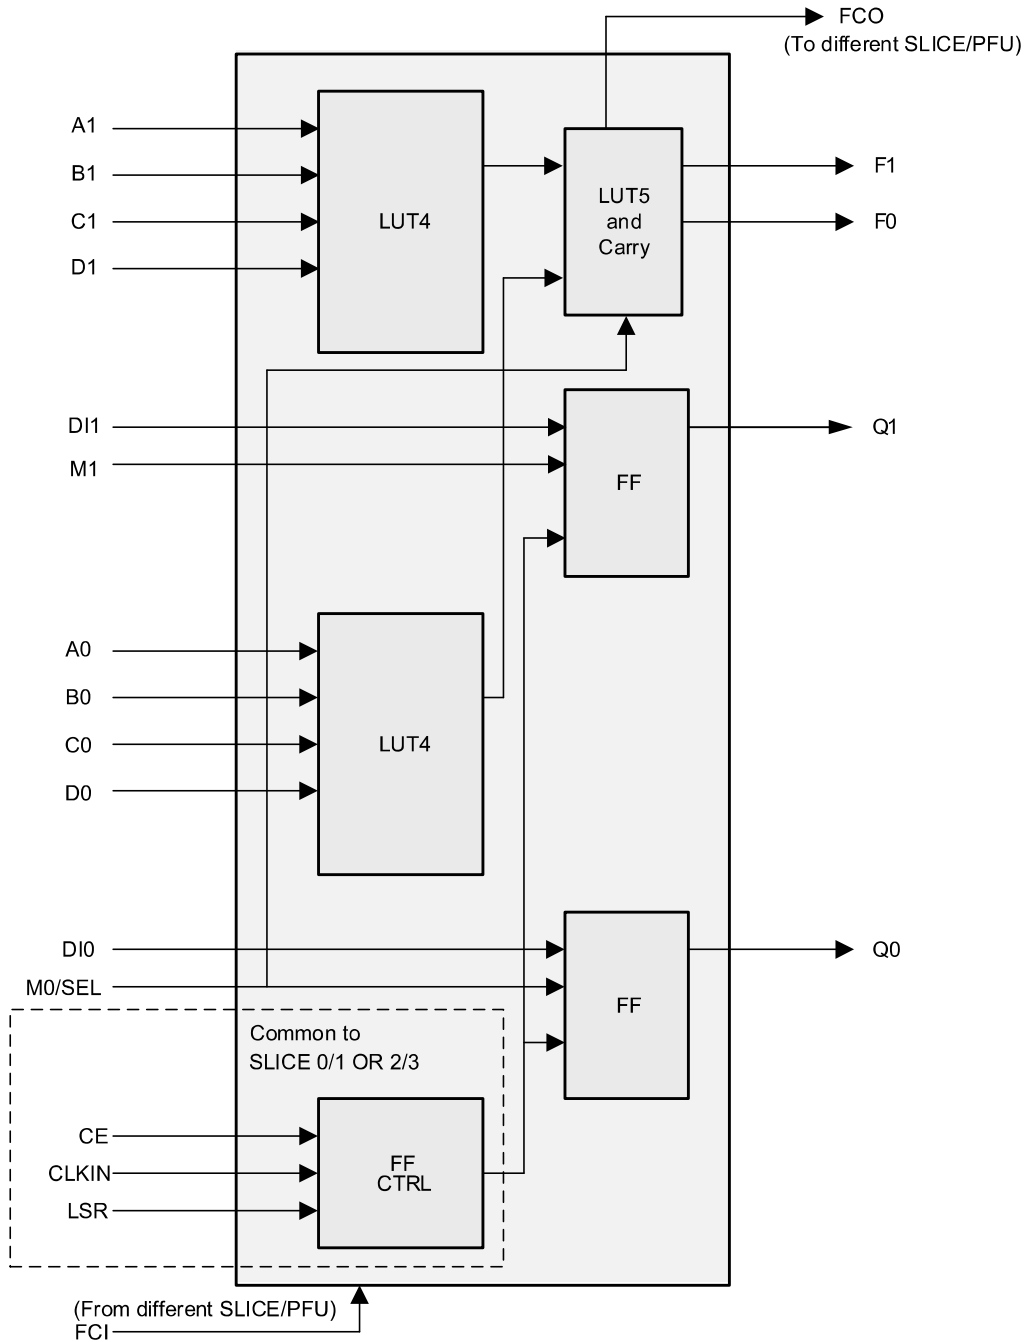 FCO
(To different SLICE/PFU)
A1
B1
C1
D1
LUT4
LUT5
and
Carry
F1
F0
DI1
M1
FF
Q1
A0
B0
C0
D0
LUT4
DI0
M0/SEL
FF
Q0
Common to
SLICE 0/1 OR 2/3
CE
CLKIN
LSR
FF
CTRL
(From different SLICE/PFU)
FCI